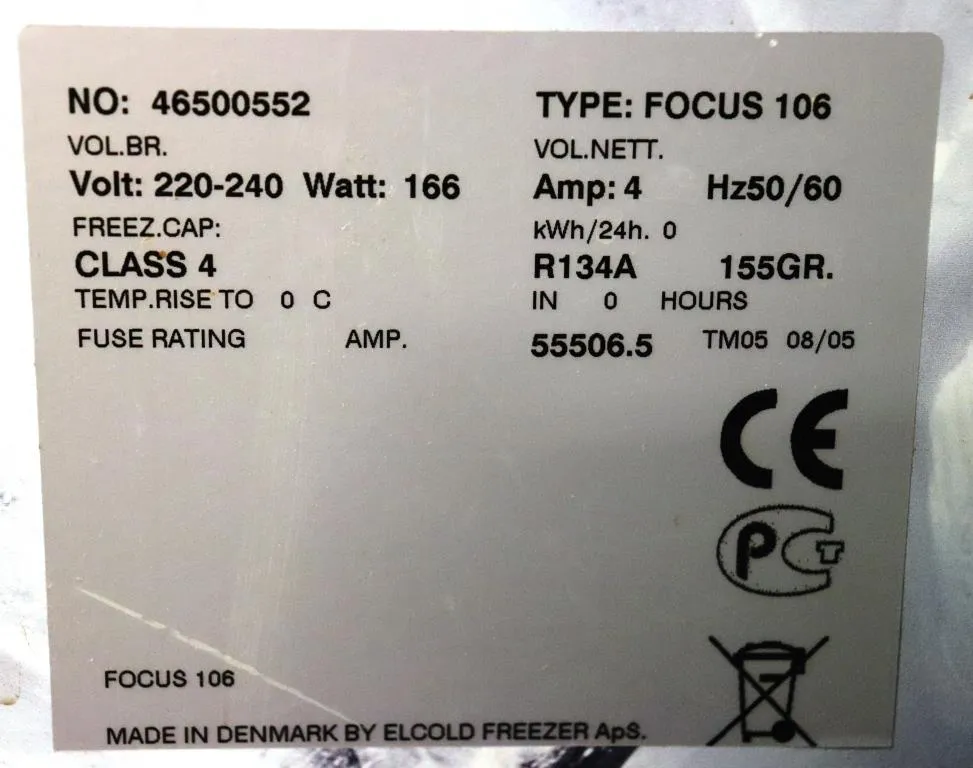 NO: 46500552 TYPE: FOCUS 106
VOL.BR. VOL.NETT.
Volt: 220-240 Watt: 166 Amp: 4 Hz50/60
FREEZ.CAP: kWh/24h. 0
CLASS 4 R134A 155GR.
TEMP.RISE TO 0 C IN 0 HOURS
FUSE RATING AMP. 55506.5 TM05 08/05
CE
PCT
FOCUS 106
MADE IN DENMARK BY ELCOLD FREEZER ApS.